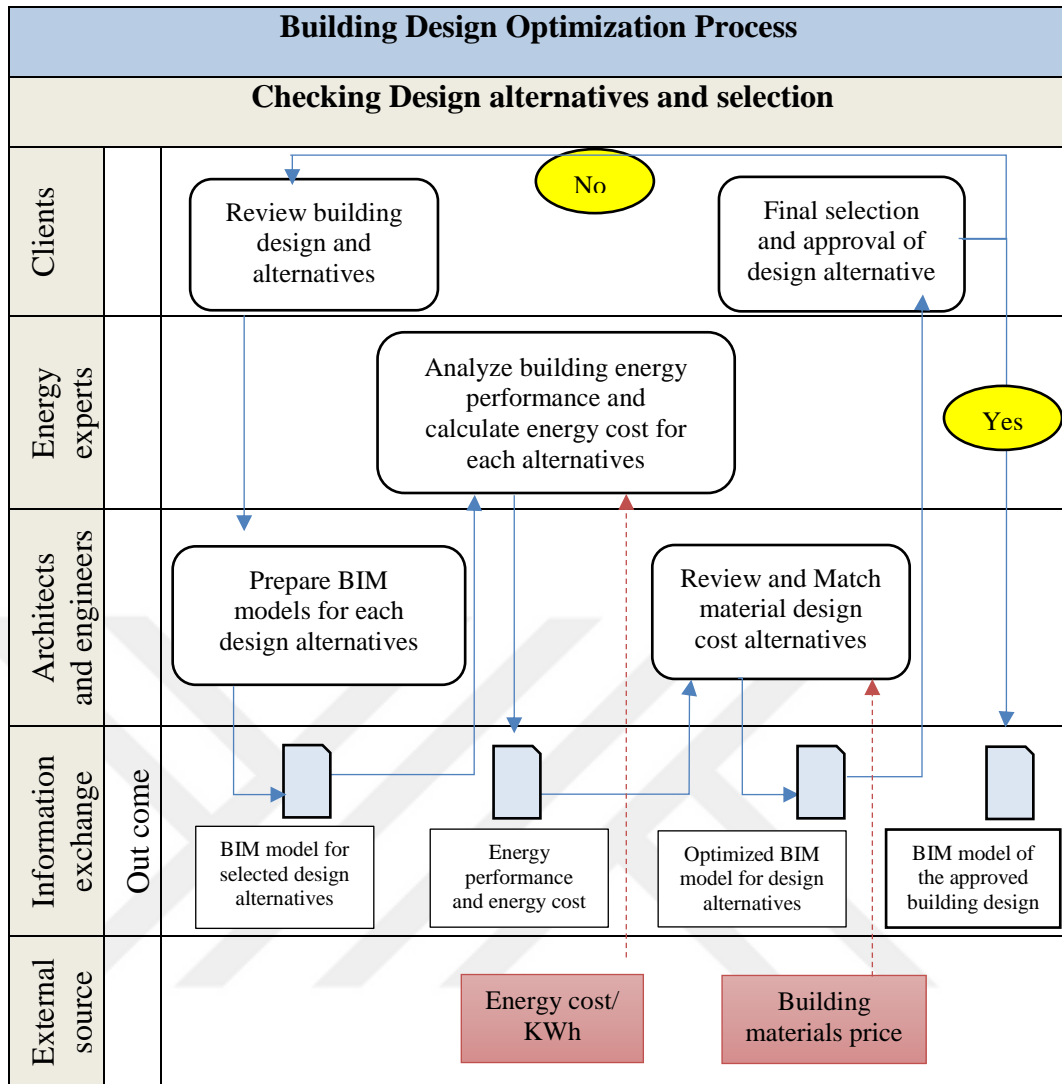 Building Design Optimization Process
Checking Design alternatives and selection
Clients
Review building
design and
alternatives
No
Final selection
and approval of
design alternative
Energy
experts
Analyze building energy
performance and
calculate energy cost for
each alternatives
Yes
Architects
and engineers
Prepare BIM
models for each
design alternatives
Review and Match
material design
cost alternatives
Information
exchange
Out come
BIM model for
selected design
alternatives
Energy
performance
and energy cost
Optimized BIM
model for design
alternatives
BIM model of
the approved
building design
External
source
Energy cost/
KWh
Building
materials price